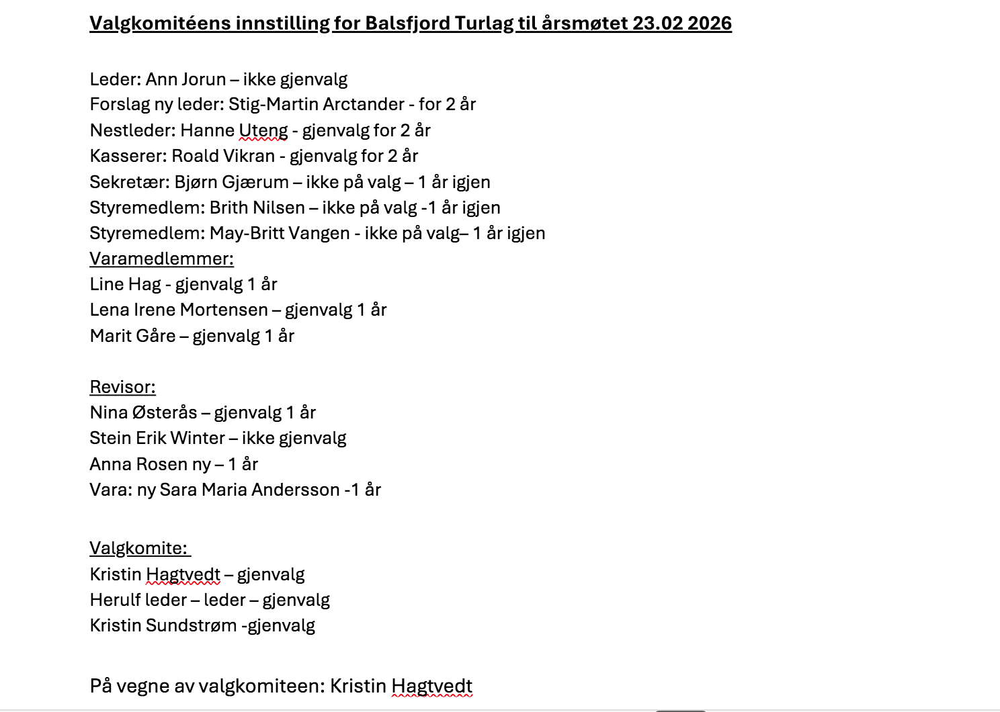 Valgkomitéens innstilling for Balsfjord Turlag til årsmøtet 23.02 2026
Leder: Ann Jorun – ikke gjenvalg
Forslag ny leder: Stig-Martin Arctander - for 2 år
Nestleder: Hanne Uteng - gjenvalg for 2 år
Kasserer: Roald Vikran - gjenvalg for 2 år
Sekretær: Bjørn Gjærum – ikke på valg – 1 år igjen
Styremedlem: Brith Nilsen – ikke på valg -1 år igjen
Styremedlem: May-Britt Vangen - ikke på valg– 1 år igjen
Varamedlemmer:
Line Hag - gjenvalg 1 år
Lena Irene Mortensen – gjenvalg 1 år
Marit Gåre – gjenvalg 1 år
Revisor:
Nina Østerås – gjenvalg 1 år
Stein Erik Winter – ikke gjenvalg
Anna Rosen ny – 1 år
Vara: ny Sara Maria Andersson -1 år
Valgkomite:
Kristin Hagtvedt – gjenvalg
Herulf leder – leder – gjenvalg
Kristin Sundstrøm -gjenvalg
På vegne av valgkomiteen: Kristin Hagtvedt